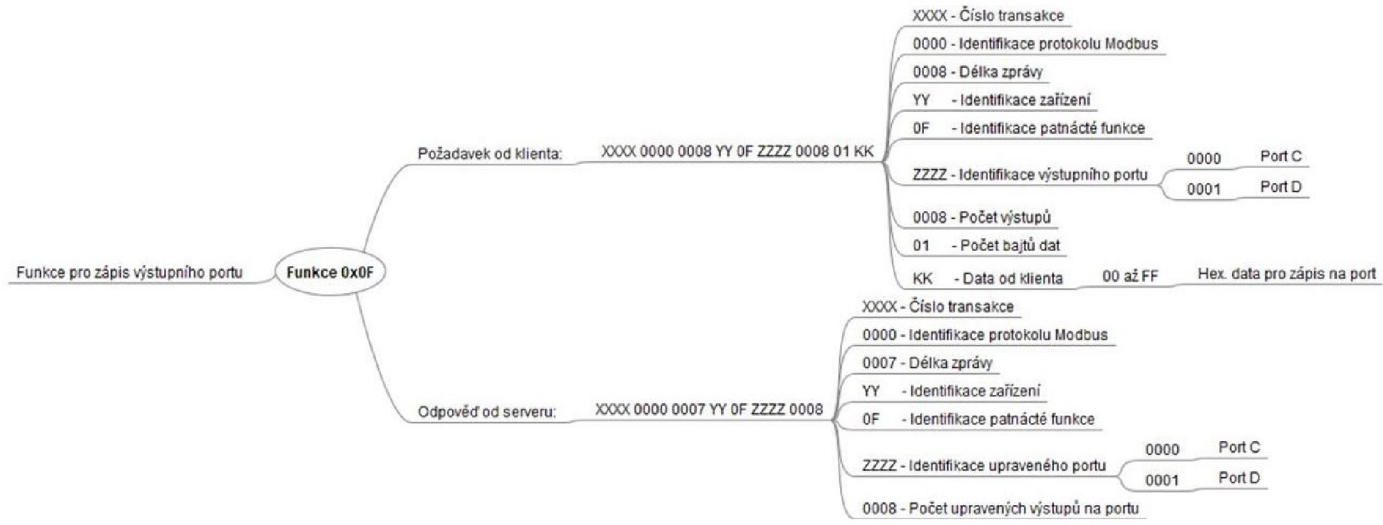 Funkce pro zápis výstupního portu
Funkce 0x0F
Požadavek od klienta:
XXXX 0000 0008 YY 0F ZZZZ 0008 01 KK
XXXX - Číslo transakce
0000 - Identifikace protokolu Modbus
0008 - Délka zprávy
YY - Identifikace zařízení
0F - Identifikace patnácté funkce
ZZZZ - Identifikace výstupního portu
0000 Port C
0001 Port D
0008 - Počet výstupů
01 - Počet bajtů dat
KK - Data od klienta 00 až FF Hex. data pro zápis na port
Odpověď od serveru:
XXXX 0000 0007 YY 0F ZZZZ 0008
XXXX - Číslo transakce
0000 - Identifikace protokolu Modbus
0007 - Délka zprávy
YY - Identifikace zařízení
0F - Identifikace patnácté funkce
ZZZZ - Identifikace upraveného portu
0000 Port C
0001 Port D
0008 - Počet upravených výstupů na portu